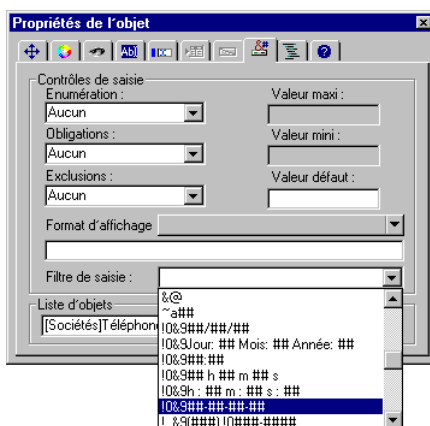 Propriétés de l'objet
Contrôles de saisie
Enumération :
Valeur maxi :
Aucun
Obligations :
Valeur mini :
Aucun
Exclusions :
Valeur défaut :
Aucun
Format d'affichage
Filtre de saisie :
&@
~a##
!0&9##/##/##
!0&9Jour: ## Mois: ## Année: ##
!0&9##:##
!0&9## h ## m ## s
!0&9h : ## m : ## s : ##
!0&9##-##-##-##
Liste d'objets
[Sociétés]Téléphon